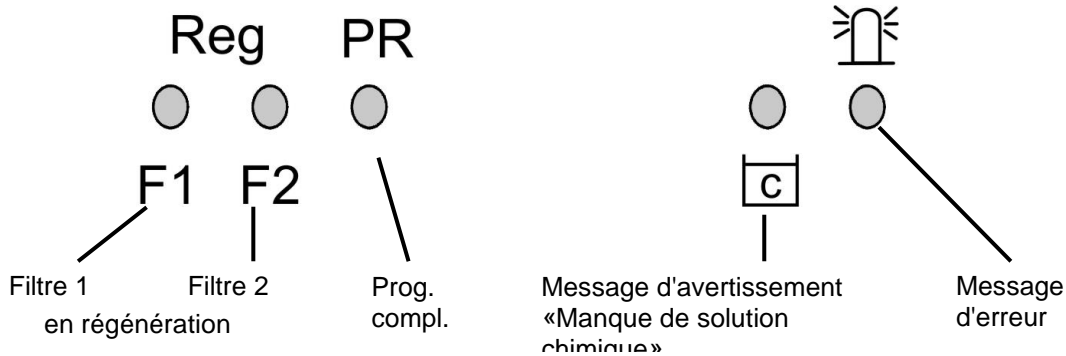 Reg PR
F1 F2
C
Filtre 1 Filtre 2
en régénération
Prog.
compl.
Message d'avertissement
«Manque de solution
chimique»
Message
d'erreur